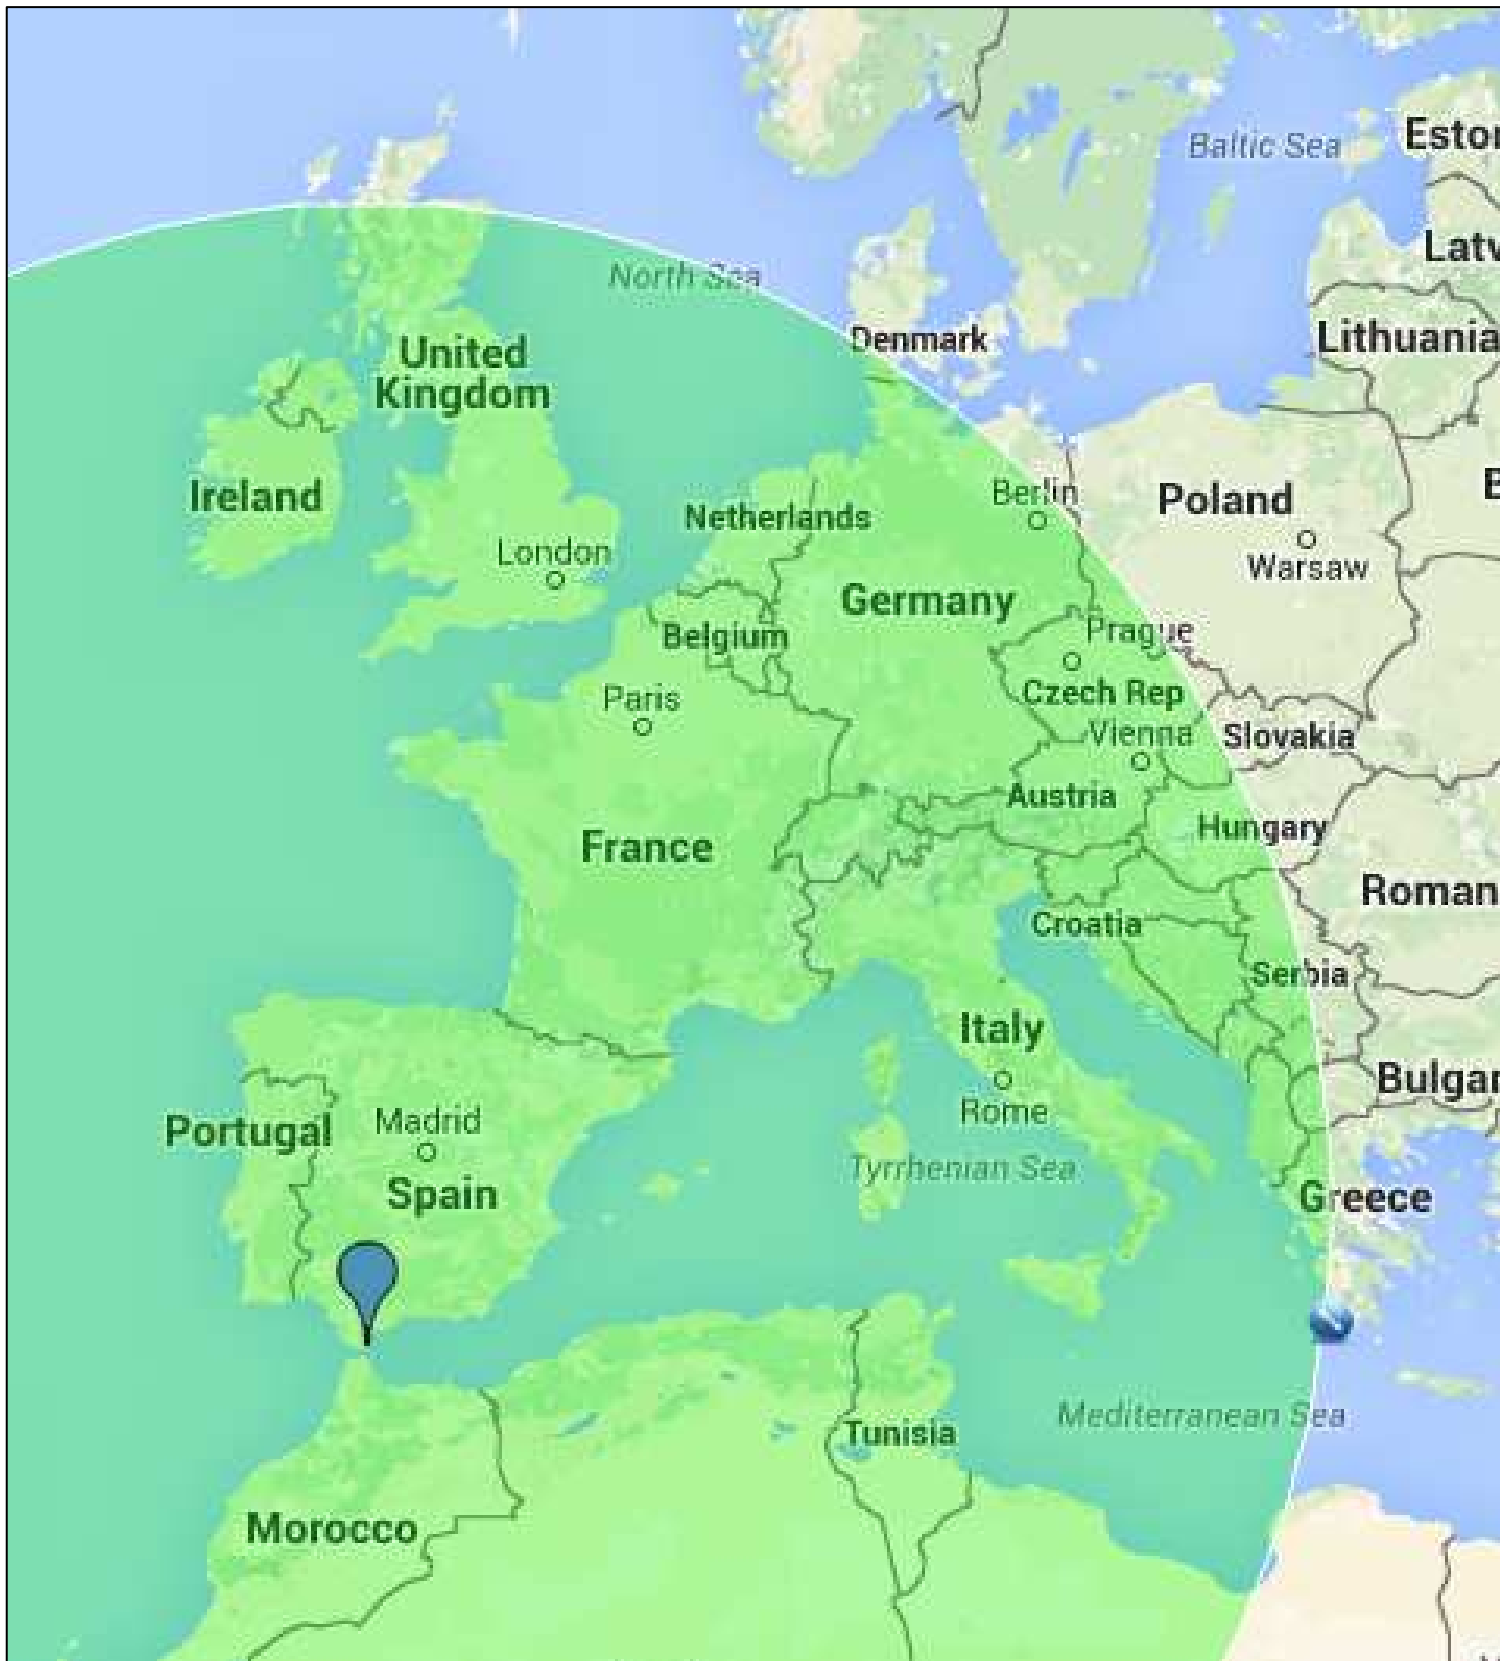 Baltic Sea
Eston
Latv
North Sea
Denmark
Lithuania
United
Kingdom
Ireland
Berlin
Poland
Netherlands
Warsaw
London
Germany
Belgium
Prague
Paris
Czech Rep
Vienna
Slovakia
Austria
Hungary
France
Roman
Croatia
Serbia
Italy
Bulgar
Rome
Portugal
Madrid
Tyrrhenian Sea
Spain
Greece
Mediterranean Sea
Tunisia
Morocco